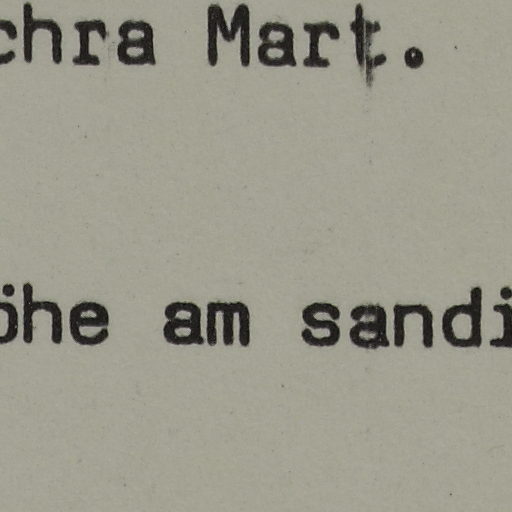 chra Mart.
öhe am sandi